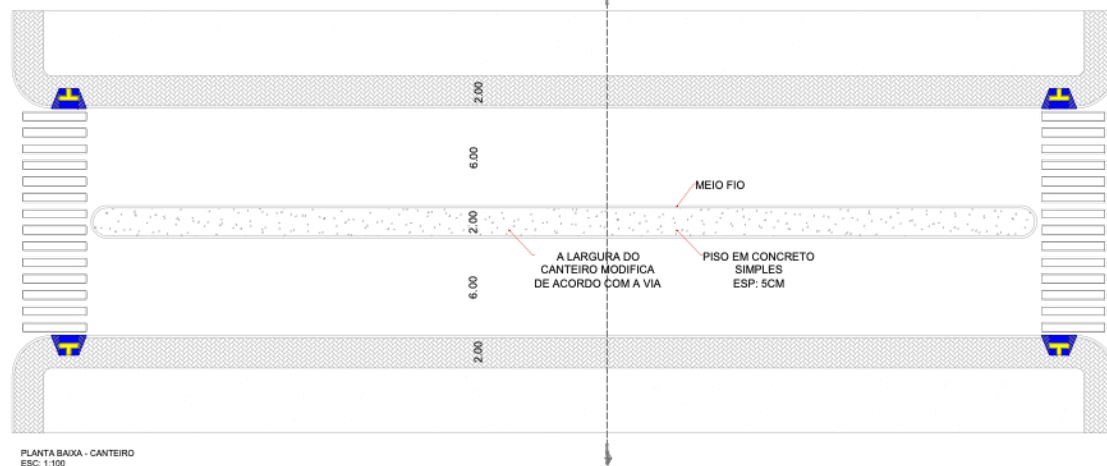 2.00
6.00
MEIO FIO
2.00
A LARGURA DO
CANTEIRO MODIFICA
DE ACORDO COM A VIA
PISO EM CONCRETO
SIMPLES
ESP: 5CM
6.00
2.00
PLANTA BAIXA - CANTEIRO
ESC: 1:100